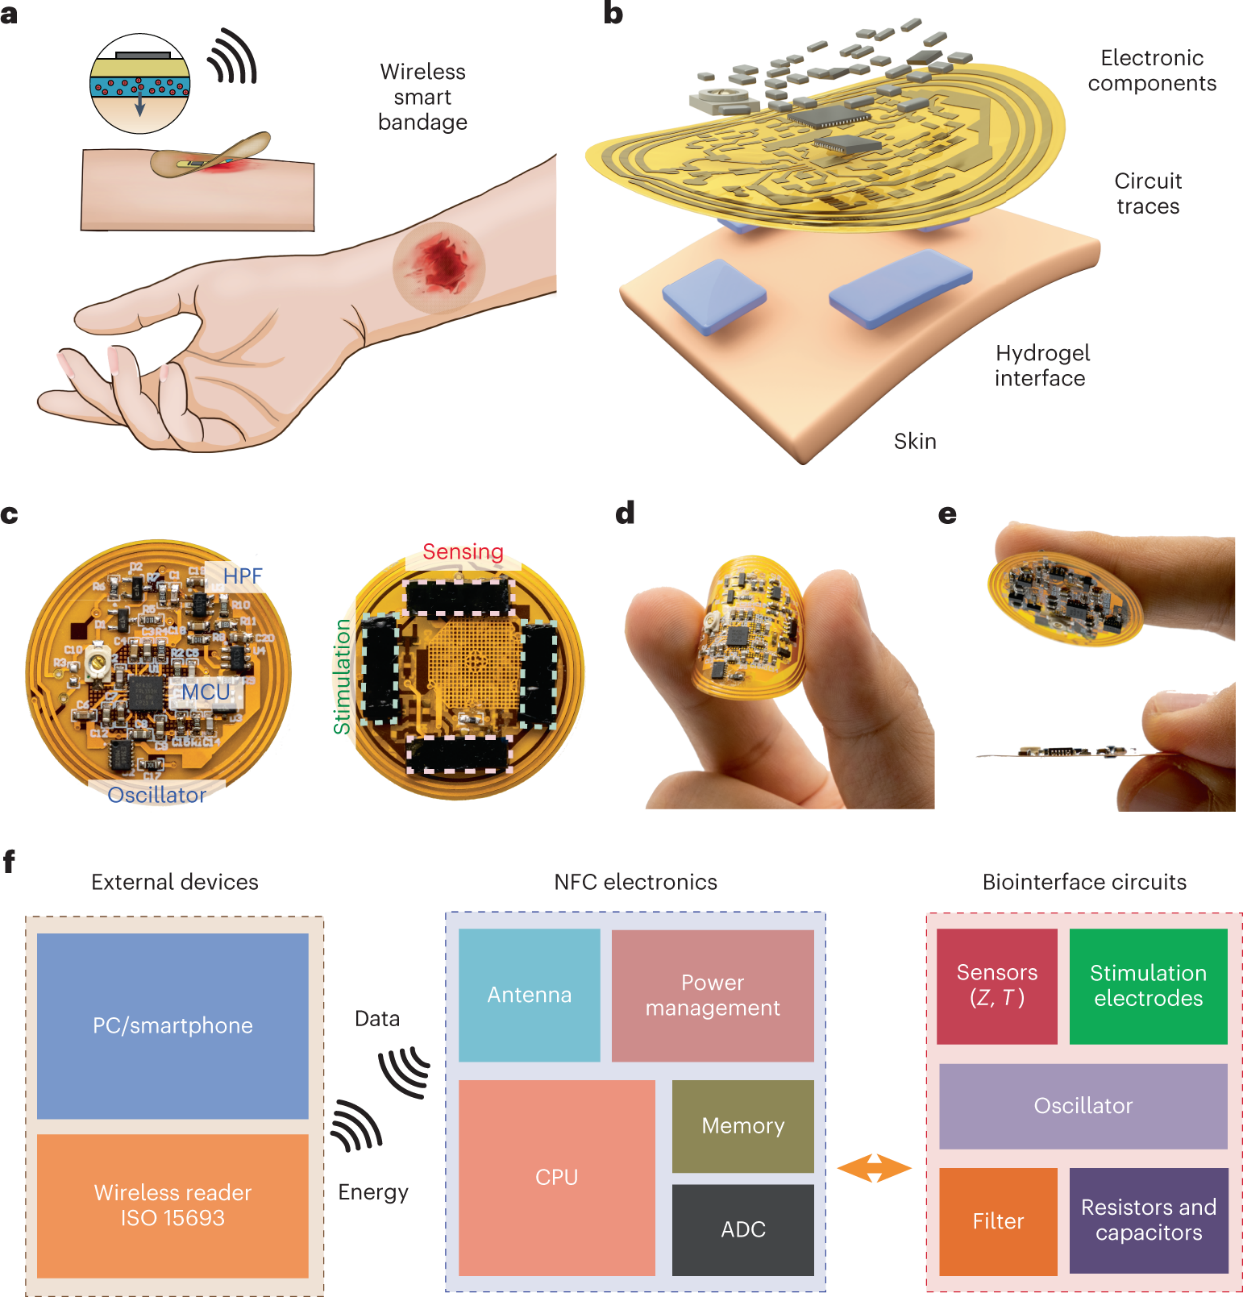 a
Wireless
smart
bandage
b
Electronic
components
Circuit
traces
Hydrogel
interface
Skin
c
HPF
MCU
Oscillator
Sensing
Stimulation
d
e
f
External devices
PC/smartphone
Wireless reader
ISO 15693
Data
Energy
NFC electronics
Antenna
Power
management
CPU
Memory
ADC
Biointerface circuits
Sensors
(Z, T)
Stimulation
electrodes
Oscillator
Filter
Resistors and
capacitors